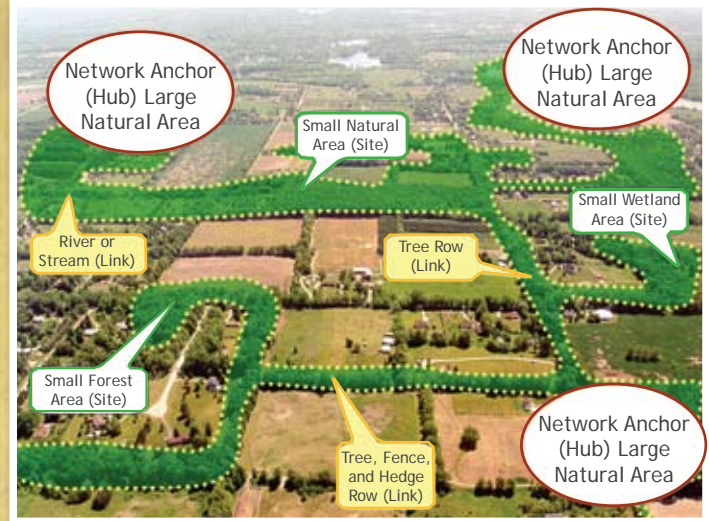 Network Anchor
(Hub) Large
Natural Area
Network Anchor
(Hub) Large
Natural Area
Small Natural
Area (Site)
Small Wetland
Area (Site)
River or
Stream (Link)
Tree Row
(Link)
Small Forest
Area (Site)
Network Anchor
(Hub) Large
Natural Area
Tree, Fence,
and Hedge
Row (Link)